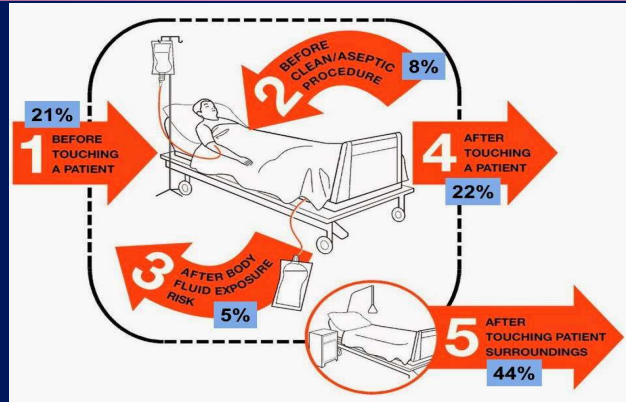 21%
1 BEFORE
TOUCHING
A PATIENT
2 BEFORE
CLEAN/ASEPTIC
PROCEDURE
8%
3 AFTER BODY
FLUID EXPOSURE
RISK
5%
4 AFTER
TOUCHING
A PATIENT
22%
5 AFTER
TOUCHING PATIENT
SURROUNDINGS
44%